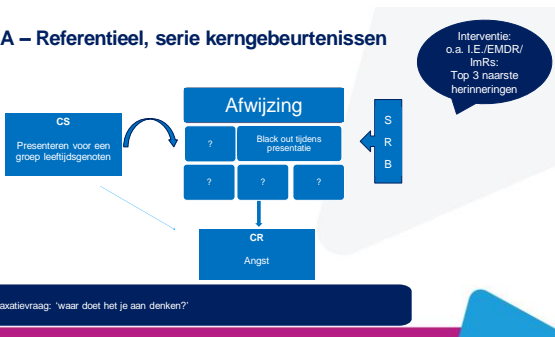 A – Referentieel, serie kerngebeurtenissen
Interventie:
o.a. I.E./EMDR/
ImRs:
Top 3 naarste
herinneringen
Afwijzing
CS
Presenteren voor een
groep leeftijdsgenoten
?
Black out tijdens
presentatie
S
R
B
?
?
?
CR
Angst
axatievraag: ‘waar doet het je aan denken?’